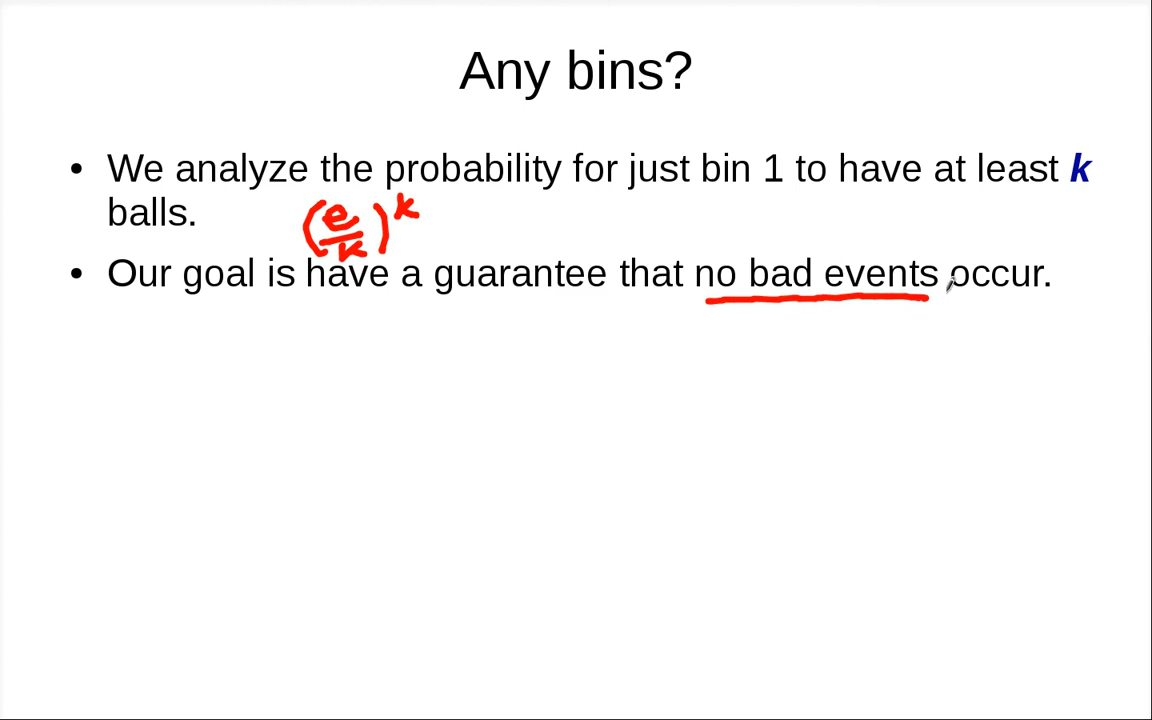 Any bins?
• We analyze the probability for just bin 1 to have at least k
balls.
(e/k)^k
• Our goal is have a guarantee that no bad events occur.